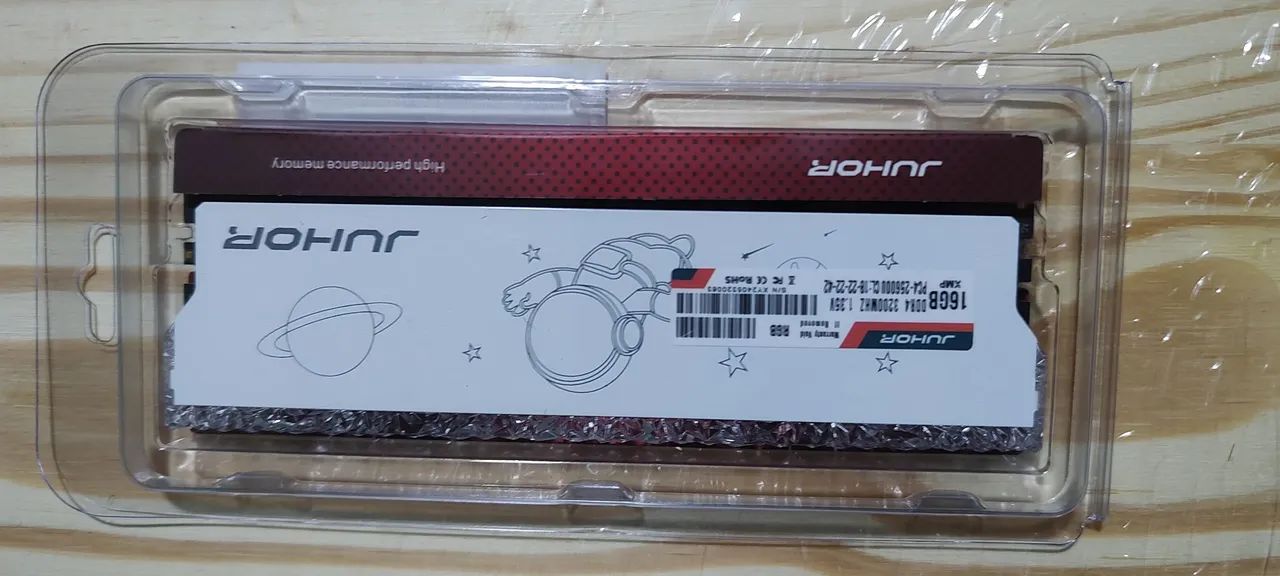 JUHOR
High performance memory
JUHOR
JUHOR
Warranty Void
If Removed
RGB
16GB
DDR4 3200MHZ 1.35V
XMP
PC4-25600U CL:18-22-22-42
S/N XY2406320063
CE FC RoHS